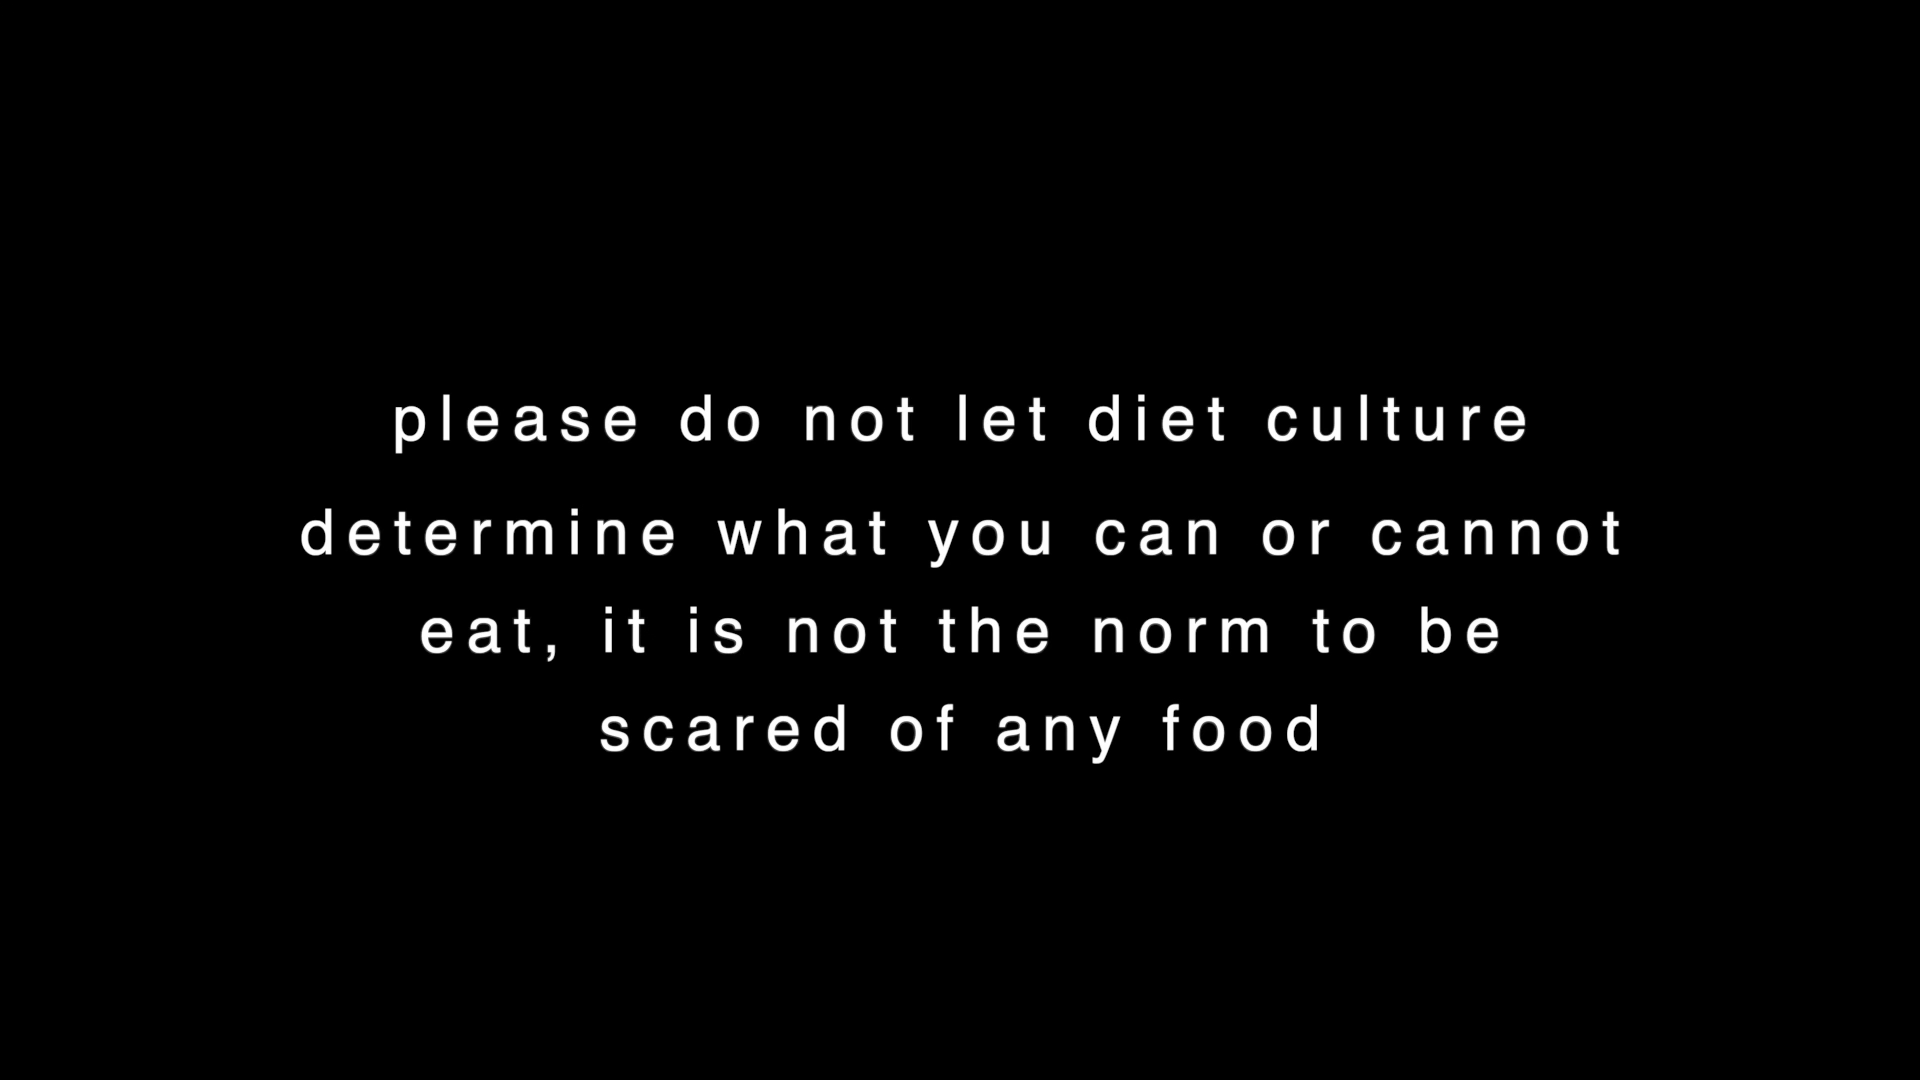 please do not let diet culture
determine what you can or cannot
eat, it is not the norm to be
scared of any food